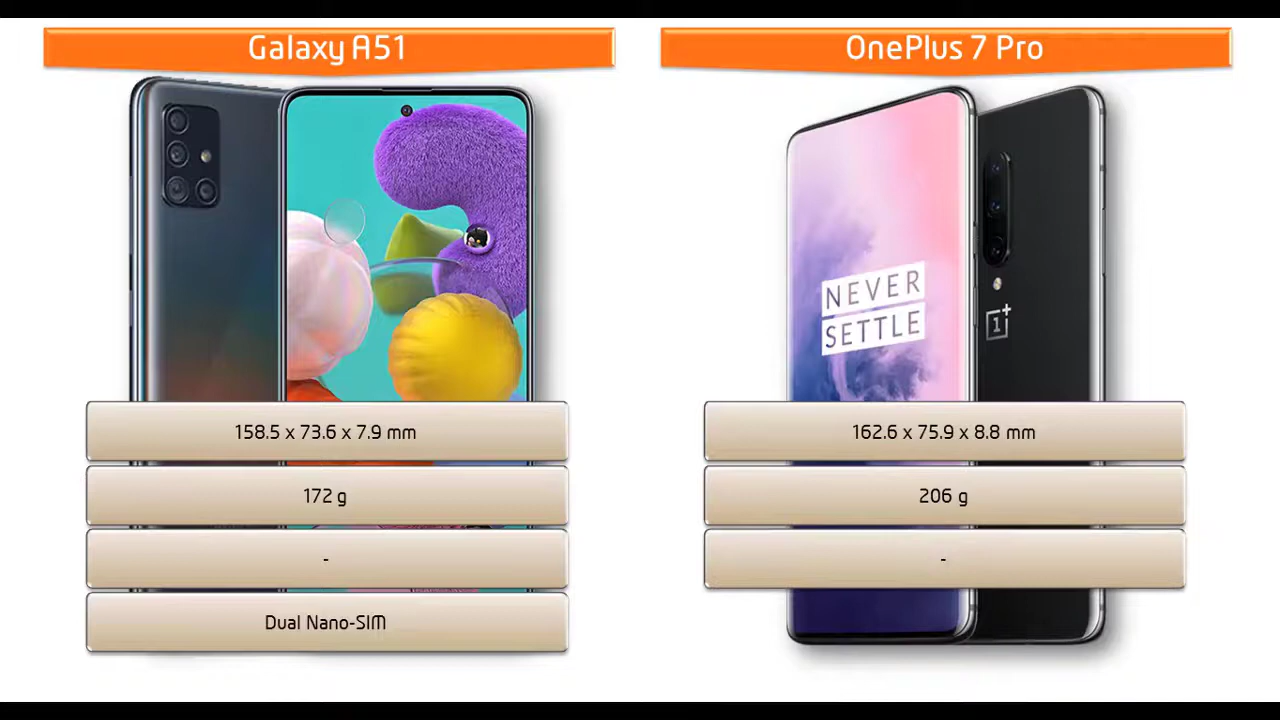 Galaxy A51
OnePlus 7 Pro
NEVER
SETTLE
1+
158.5 x 73.6 x 7.9 mm
162.6 x 75.9 x 8.8 mm
172 g
206 g
-
-
Dual Nano-SIM